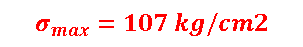 σmax = 107 kg/cm2